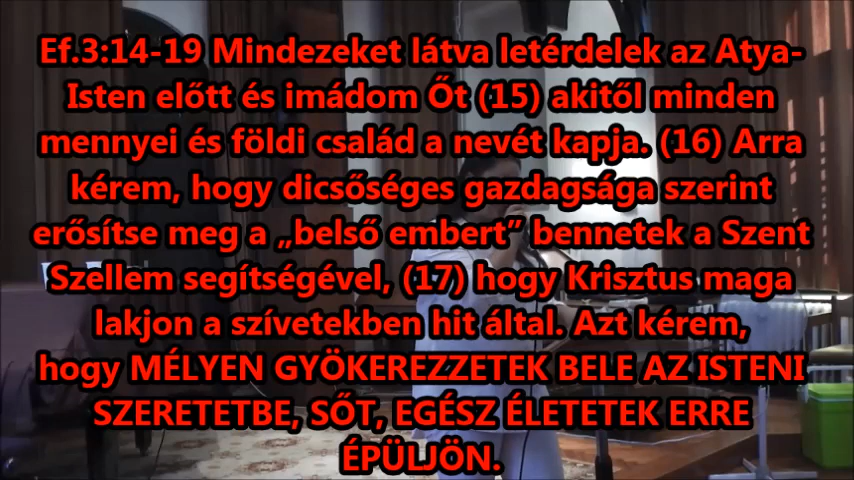 Ef.3:14-19 Mindezeket látva letérdelek az Atya-
Isten előtt és imádom Őt (15) akitől minden
mennyei és földi család a nevét kapja. (16) Arra
kérem, hogy dicsőséges gazdagsága szerint
erősítse meg a „belső embert” bennetek a Szent
Szellem segítségével, (17) hogy Krisztus maga
lakjon a szívetekben hit által. Azt kérem,
hogy MÉLYEN GYÖKEREZZETEK BELE AZ ISTENI
SZERETETBE, SŐT, EGÉSZ ÉLETETEK ERRE
ÉPÜLJÖN.